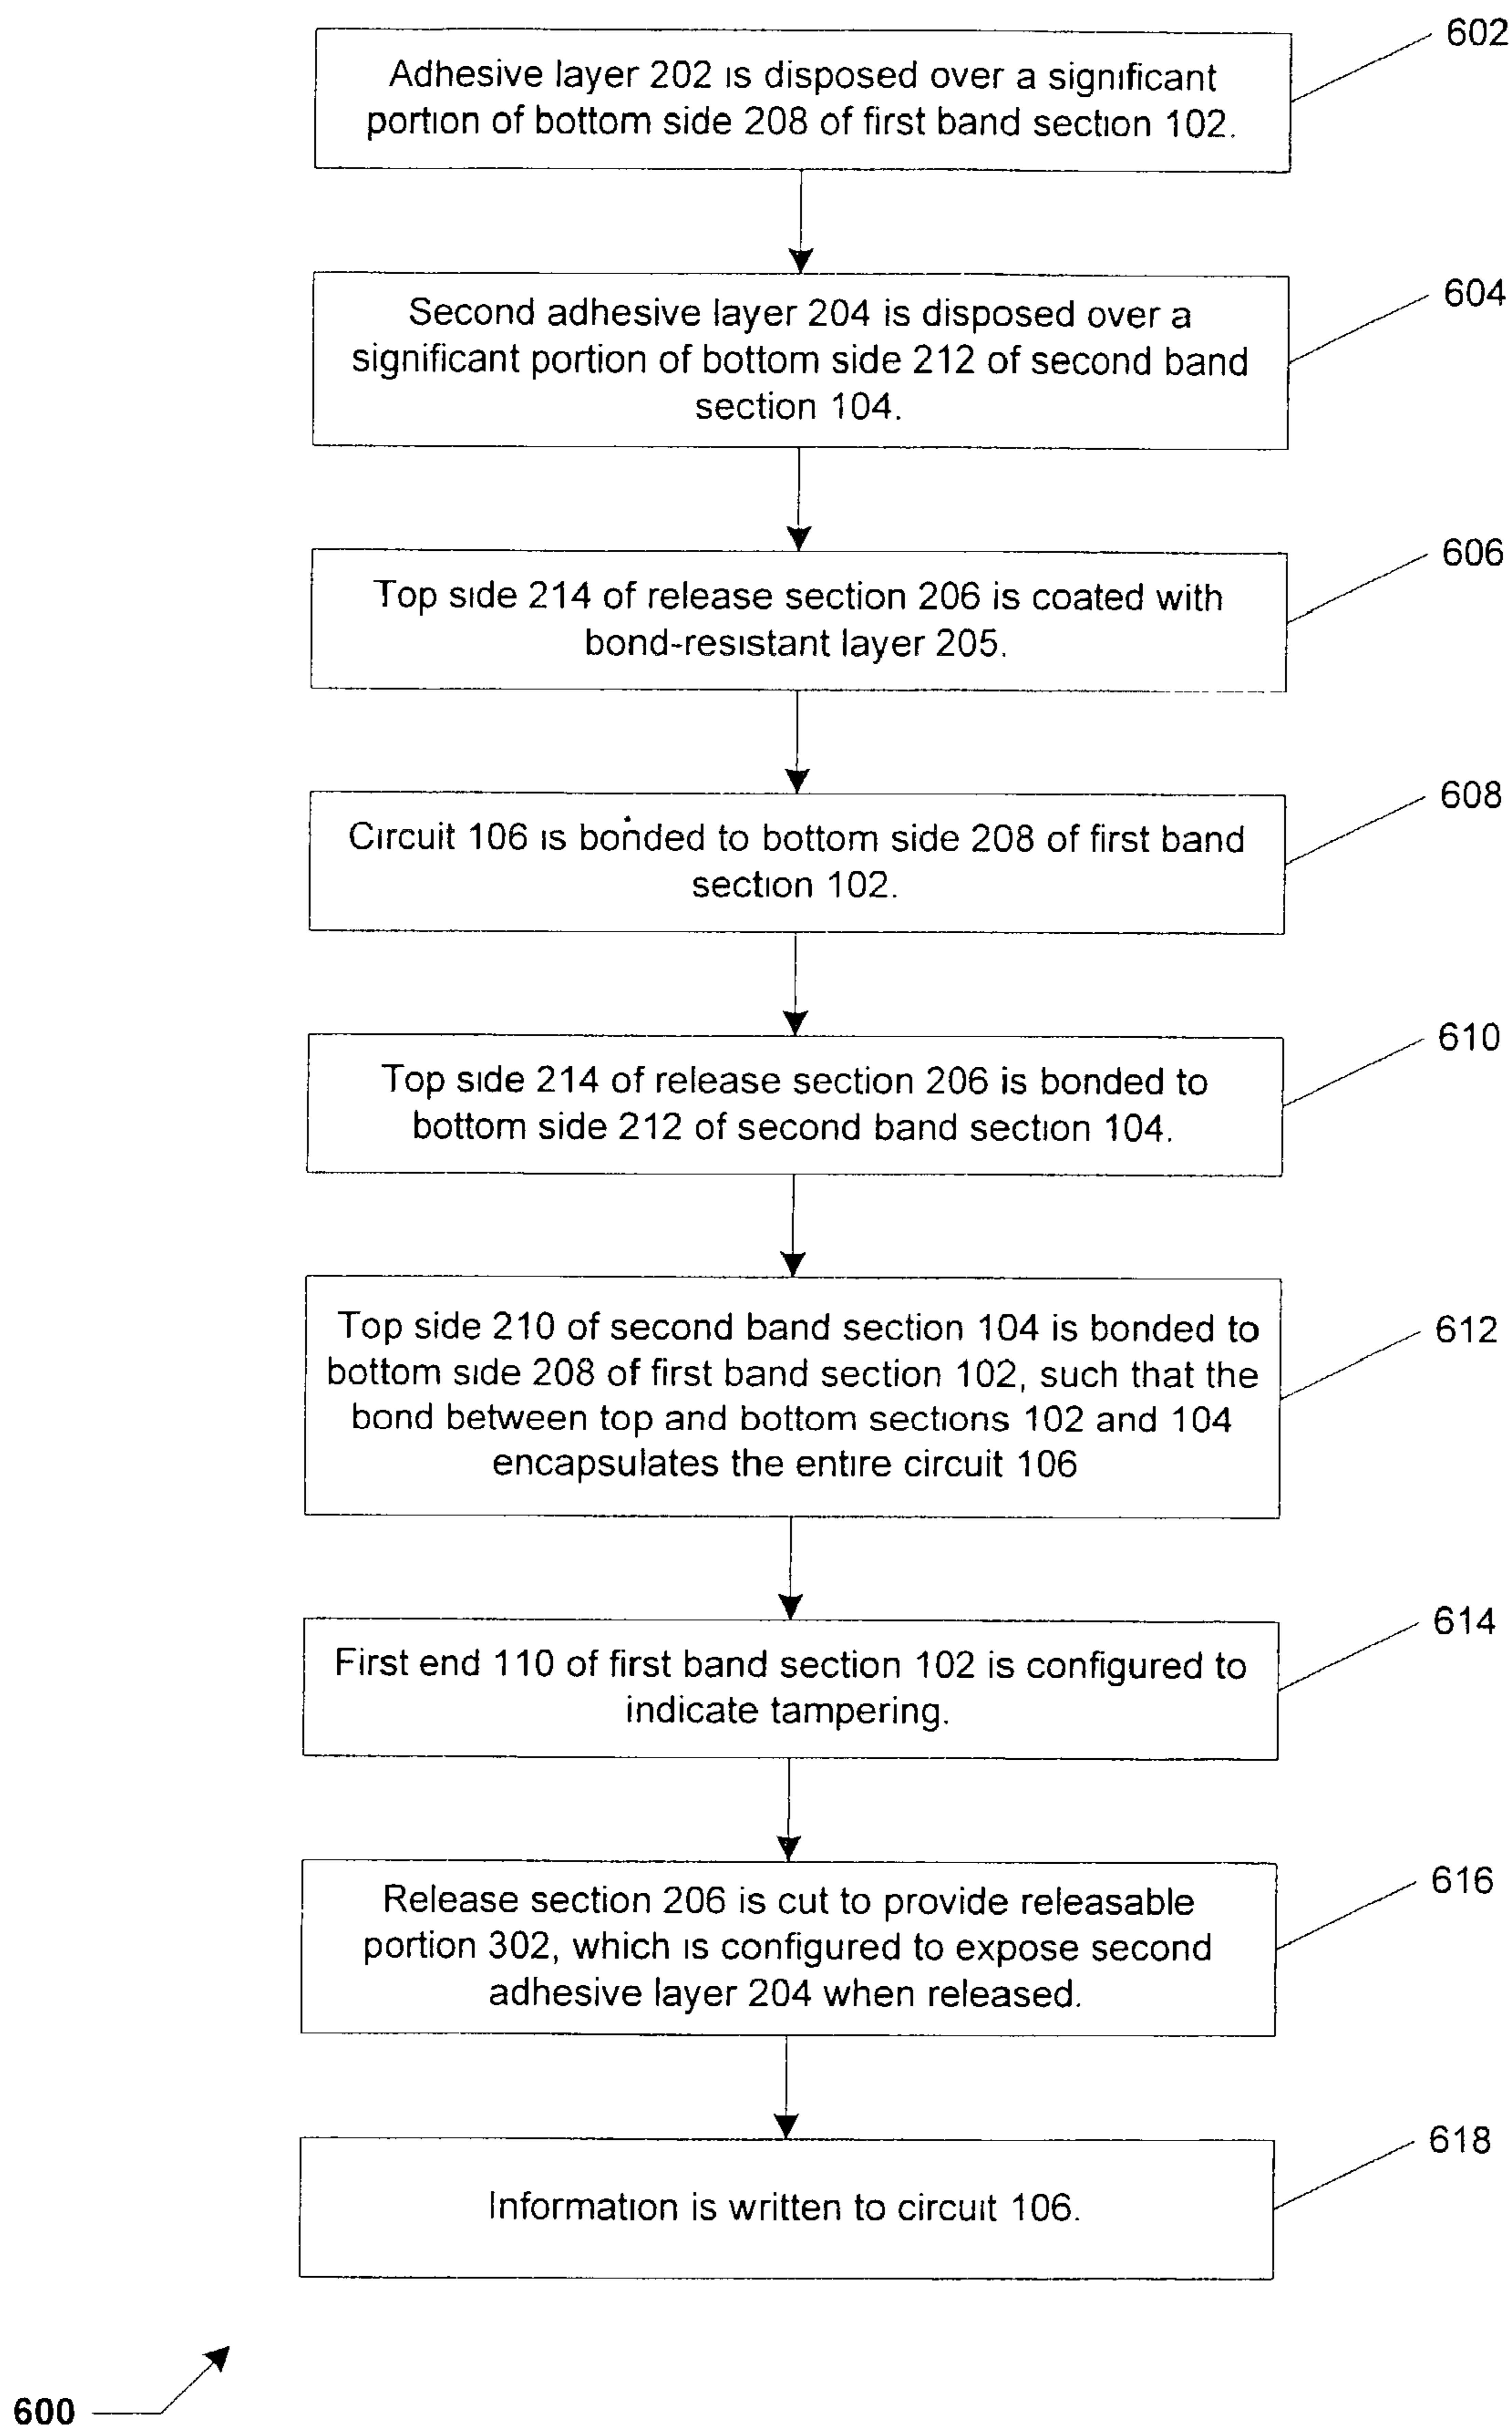 602
Adhesive layer 202 is disposed over a significant
portion of bottom side 208 of first band section 102.
604
Second adhesive layer 204 is disposed over a
significant portion of bottom side 212 of second band
section 104.
606
Top side 214 of release section 206 is coated with
bond-resistant layer 205.
608
Circuit 106 is bonded to bottom side 208 of first band
section 102.
610
Top side 214 of release section 206 is bonded to
bottom side 212 of second band section 104.
612
Top side 210 of second band section 104 is bonded to
bottom side 208 of first band section 102, such that the
bond between top and bottom sections 102 and 104
encapsulates the entire circuit 106
614
First end 110 of first band section 102 is configured to
indicate tampering.
616
Release section 206 is cut to provide releasable
portion 302, which is configured to expose second
adhesive layer 204 when released.
618
Information is written to circuit 106.
600